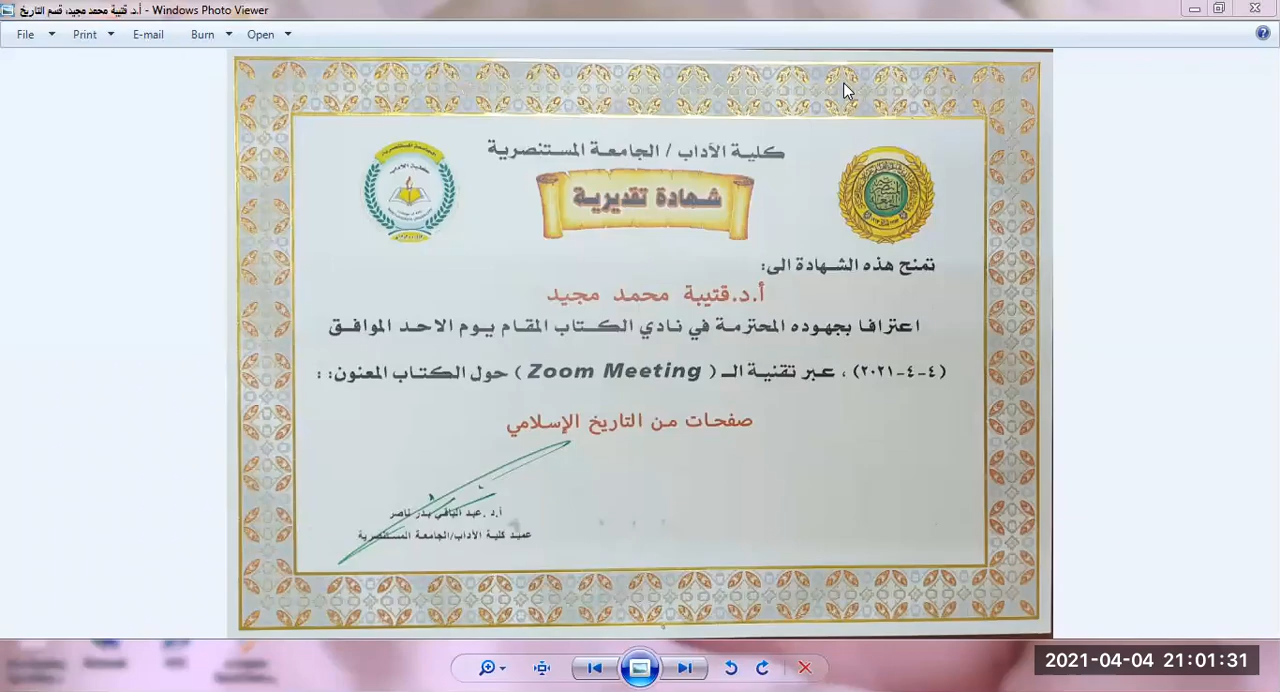 أ.د. قتيبة محمد مجيد، قسم التاريخ - Windows Photo Viewer
File Print E-mail Burn Open
كلية الآداب / الجامعة المستنصرية
شهادة تقديرية
كلية الآداب
تمنح هذه الشهادة الى:
أ.د.قتيبة محمد مجيد
اعترافا بجهوده المحترمة في نادي الكتاب المقام يوم الاحد الموافق
(٤-٤-٢٠٢١) ، عبر تقنية الـ ( Zoom Meeting ) حول الكتاب المعنون: :
صفحات من التاريخ الإسلامي
أ.د .عبد الباقي بدر ناصر
عميد كلية الآداب/الجامعة المستنصرية
2021-04-04 21:01:31